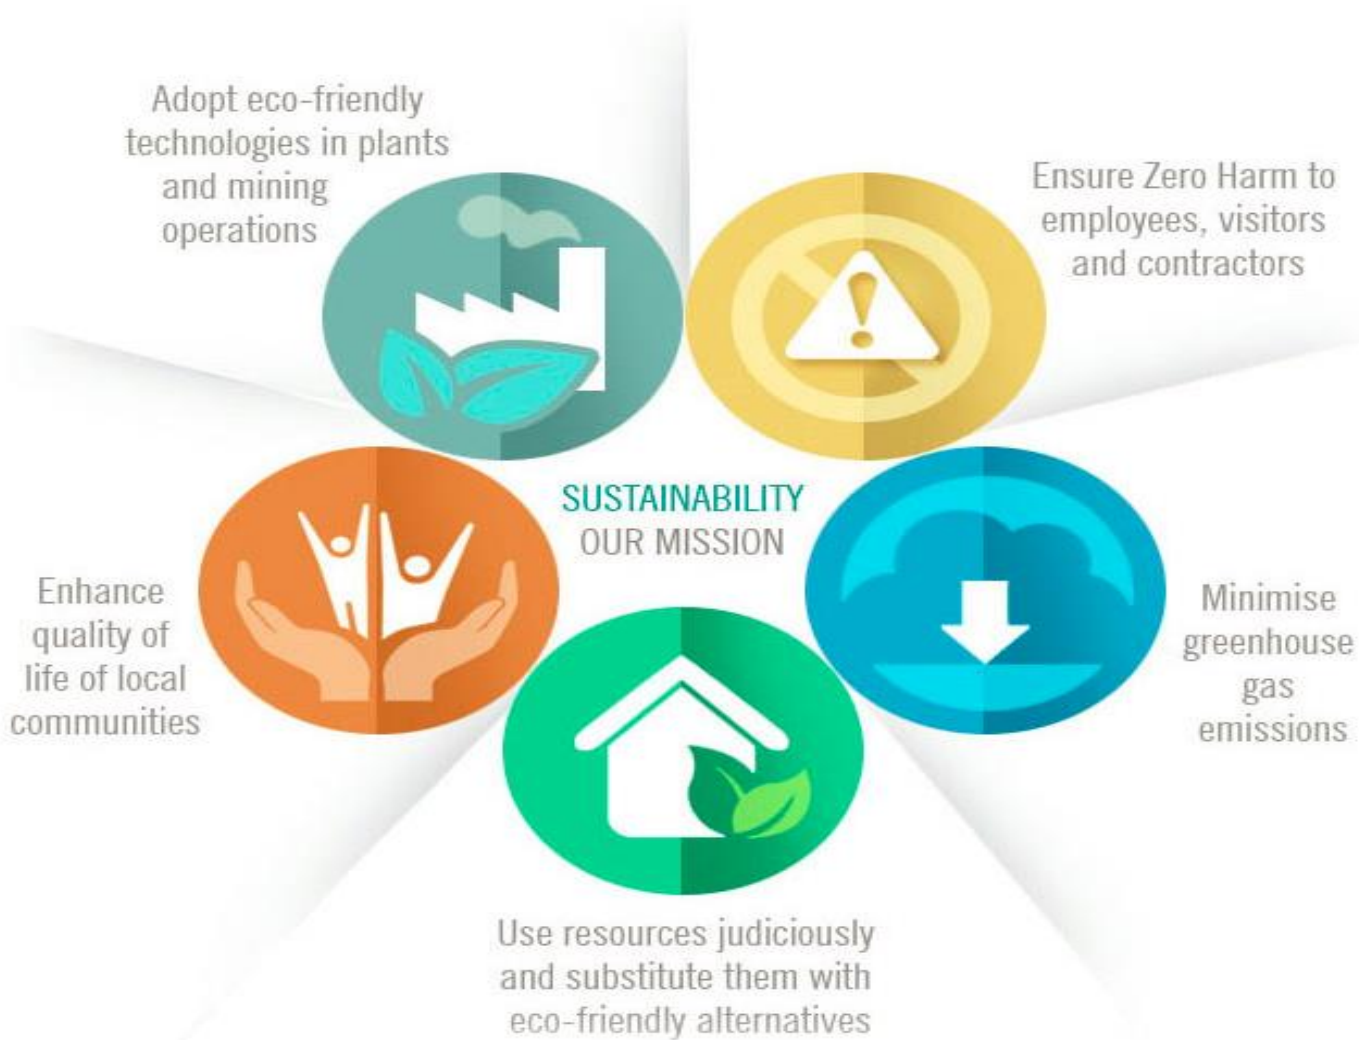 Adopt eco-friendly
technologies in plants
and mining
operations
Ensure Zero Harm to
employees, visitors
and contractors
SUSTAINABILITY
OUR MISSION
Enhance
quality of
life of local
communities
Minimise
greenhouse
gas
emissions
Use resources judiciously
and substitute them with
eco-friendly alternatives